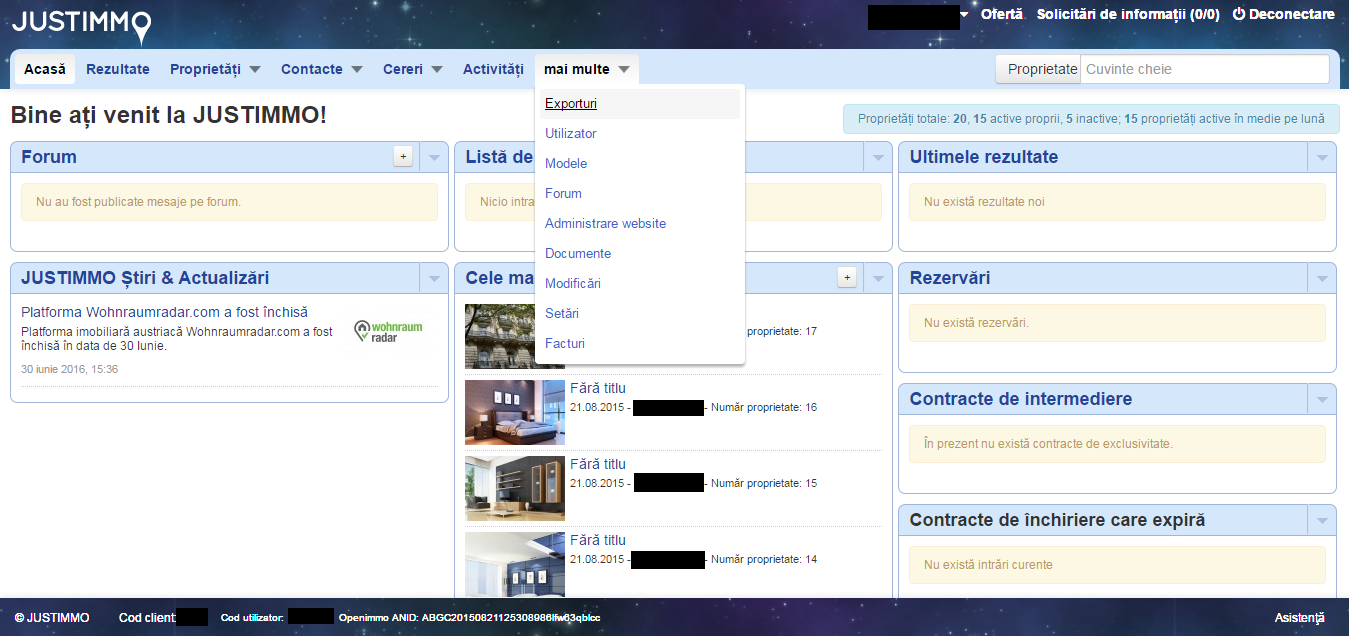 JUSTIMMO
Ofertă Solicitări de informații (0/0) Deconectare
Acasă Rezultate Proprietăți Contacte Cereri Activități mai multe Proprietate Cuvinte cheie
Exporturi
Utilizator
Modele
Forum
Administrare website
Documente
Modificări
Setări
Facturi
Bine ați venit la JUSTIMMO!
Proprietăți totale: 20, 15 active proprii, 5 inactive; 15 proprietăți active în medie pe lună
Forum +
Nu au fost publicate mesaje pe forum.
JUSTIMMO Știri & Actualizări
Platforma Wohnraumradar.com a fost închisă
Platforma imobiliară austriacă Wohnraumradar.com a fost
închisă în data de 30 Iunie.
30 iunie 2016, 15:36
wohnraum
radar
Listă de
Nicio intra
Cele ma +
proprietate: 17
Fără titlu
21.08.2015 - - Număr proprietate: 16
Fără titlu
21.08.2015 - - Număr proprietate: 15
Fără titlu
21.08.2015 - - Număr proprietate: 14
Ultimele rezultate
Nu există rezultate noi
Rezervări
Nu există rezervări.
Contracte de intermediere
În prezent nu există contracte de exclusivitate.
Contracte de închiriere care expiră
Nu există intrări curente
© JUSTIMMO Cod client: Cod utilizator: Openimmo ANID: ABGC20150821125308986lfw63qblcc Asistență